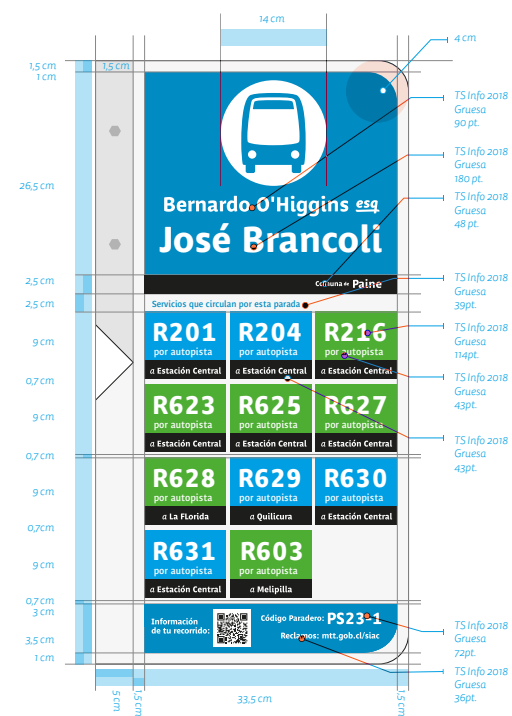 14 cm
4 cm
1,5 cm
1 cm
1,5 cm
TS Info 2018
Gruesa
90 pt.
TS Info 2018
Gruesa
180 pt.
26,5 cm
TS Info 2018
Gruesa
48 pt.
Bernardo O'Higgins esq
José Brancoli
2,5 cm
Comuna de Paine
TS Info 2018
Gruesa
39pt.
2,5 cm
Servicios que circulan por esta parada
R201
por autopista
a Estación Central
R204
por autopista
a Estación Central
R216
por autopista
a Estación Central
TS Info 2018
Gruesa
114pt.
9 cm
TS Info 2018
Gruesa
43pt.
0,7 cm
R623
por autopista
a Estación Central
R625
por autopista
a Estación Central
R627
por autopista
a Estación Central
9 cm
TS Info 2018
Gruesa
43pt.
0,7 cm
R628
por autopista
a La FLorida
R629
por autopista
a Quilicura
R630
por autopista
a Estación Central
9 cm
0,7cm
R631
por autopista
a Estación Central
R603
por autopista
a Melipilla
9 cm
0,7 cm
3 cm
Información
de tu recorrido:
Código Paradero: PS23-1
Reclamos: mtt.gob.cl/siac
TS Info 2018
Gruesa
72pt.
3,5 cm
1 cm
TS Info 2018
Gruesa
36pt.
5 cm
1,5 cm
33,5 cm
1,5 cm